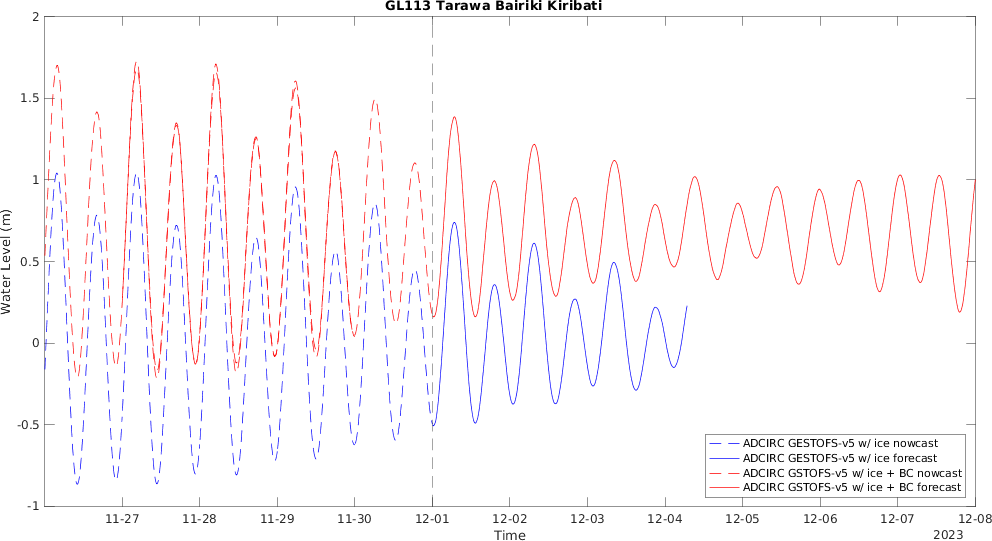 GL113 Tarawa Bairiki Kiribati
2
1.5
1
0.5
0
-0.5
-1
Water Level (m)
ADCIRC GESTOFS-v5 w/ ice nowcast
ADCIRC GESTOFS-v5 w/ ice forecast
ADCIRC GSTOFS-v5 w/ ice + BC nowcast
ADCIRC GSTOFS-v5 w/ ice + BC forecast
11-27 11-28 11-29 11-30 12-01 12-02 12-03 12-04 12-05 12-06 12-07 12-08
Time
2023